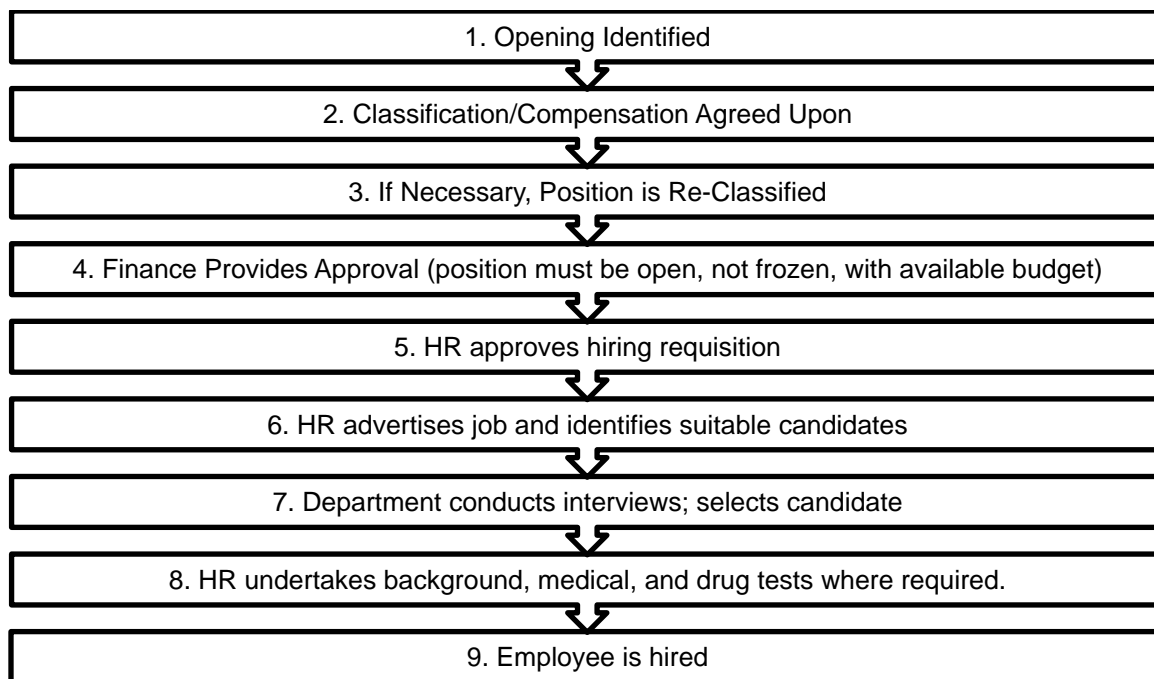 1. Opening Identified
2. Classification/Compensation Agreed Upon
3. If Necessary, Position is Re-Classified
4. Finance Provides Approval (position must be open, not frozen, with available budget)
5. HR approves hiring requisition
6. HR advertises job and identifies suitable candidates
7. Department conducts interviews; selects candidate
8. HR undertakes background, medical, and drug tests where required.
9. Employee is hired